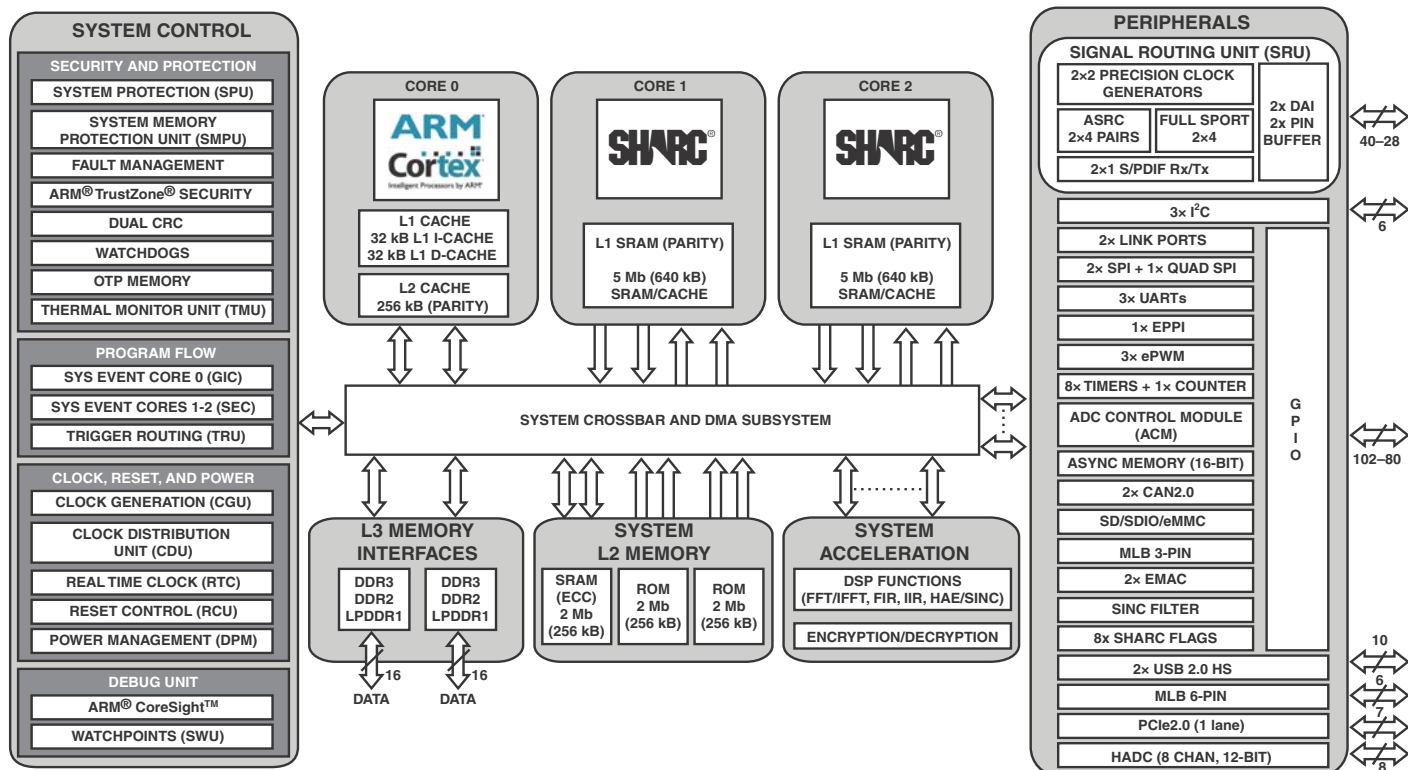 SYSTEM CONTROL
SECURITY AND PROTECTION
SYSTEM PROTECTION (SPU)
SYSTEM MEMORY
PROTECTION UNIT (SMPU)
FAULT MANAGEMENT
ARM® TrustZone® SECURITY
DUAL CRC
WATCHDOGS
OTP MEMORY
THERMAL MONITOR UNIT (TMU)
PROGRAM FLOW
SYS EVENT CORE 0 (GIC)
SYS EVENT CORES 1-2 (SEC)
TRIGGER ROUTING (TRU)
CLOCK, RESET, AND POWER
CLOCK GENERATION (CGU)
CLOCK DISTRIBUTION
UNIT (CDU)
REAL TIME CLOCK (RTC)
RESET CONTROL (RCU)
POWER MANAGEMENT (DPM)
DEBUG UNIT
ARM® CoreSight™
WATCHPOINTS (SWU)
CORE 0
ARM
Cortex
Intelligent Processors by ARM®
L1 CACHE
32 kB L1 I-CACHE
32 kB L1 D-CACHE
L2 CACHE
256 kB (PARITY)
CORE 1
SHARC®
L1 SRAM (PARITY)
5 Mb (640 kB)
SRAM/CACHE
CORE 2
SHARC®
L1 SRAM (PARITY)
5 Mb (640 kB)
SRAM/CACHE
SYSTEM CROSSBAR AND DMA SUBSYSTEM
L3 MEMORY
INTERFACES
DDR3
DDR2
LPDDR1
DDR3
DDR2
LPDDR1
16
16
DATA
DATA
SYSTEM
L2 MEMORY
SRAM
(ECC)
2 Mb
(256 kB)
ROM
2 Mb
(256 kB)
ROM
2 Mb
(256 kB)
SYSTEM
ACCELERATION
DSP FUNCTIONS
(FFT/IFFT, FIR, IIR, HAE/SINC)
ENCRYPTION/DECRYPTION
PERIPHERALS
SIGNAL ROUTING UNIT (SRU)
2×2 PRECISION CLOCK
GENERATORS
ASRC
2×4 PAIRS
FULL SPORT
2×4
2×1 S/PDIF Rx/Tx
2x DAI
2x PIN
BUFFER
40–28
3× I²C
6
2× LINK PORTS
2× SPI + 1× QUAD SPI
3× UARTs
1× EPPI
3× ePWM
8× TIMERS + 1× COUNTER
ADC CONTROL MODULE
(ACM)
ASYNC MEMORY (16-BIT)
2× CAN2.0
SD/SDIO/eMMC
MLB 3-PIN
2× EMAC
SINC FILTER
8x SHARC FLAGS
G
P
I
O
102–80
2× USB 2.0 HS
10
MLB 6-PIN
6
PCIe2.0 (1 lane)
7
HADC (8 CHAN, 12-BIT)
8